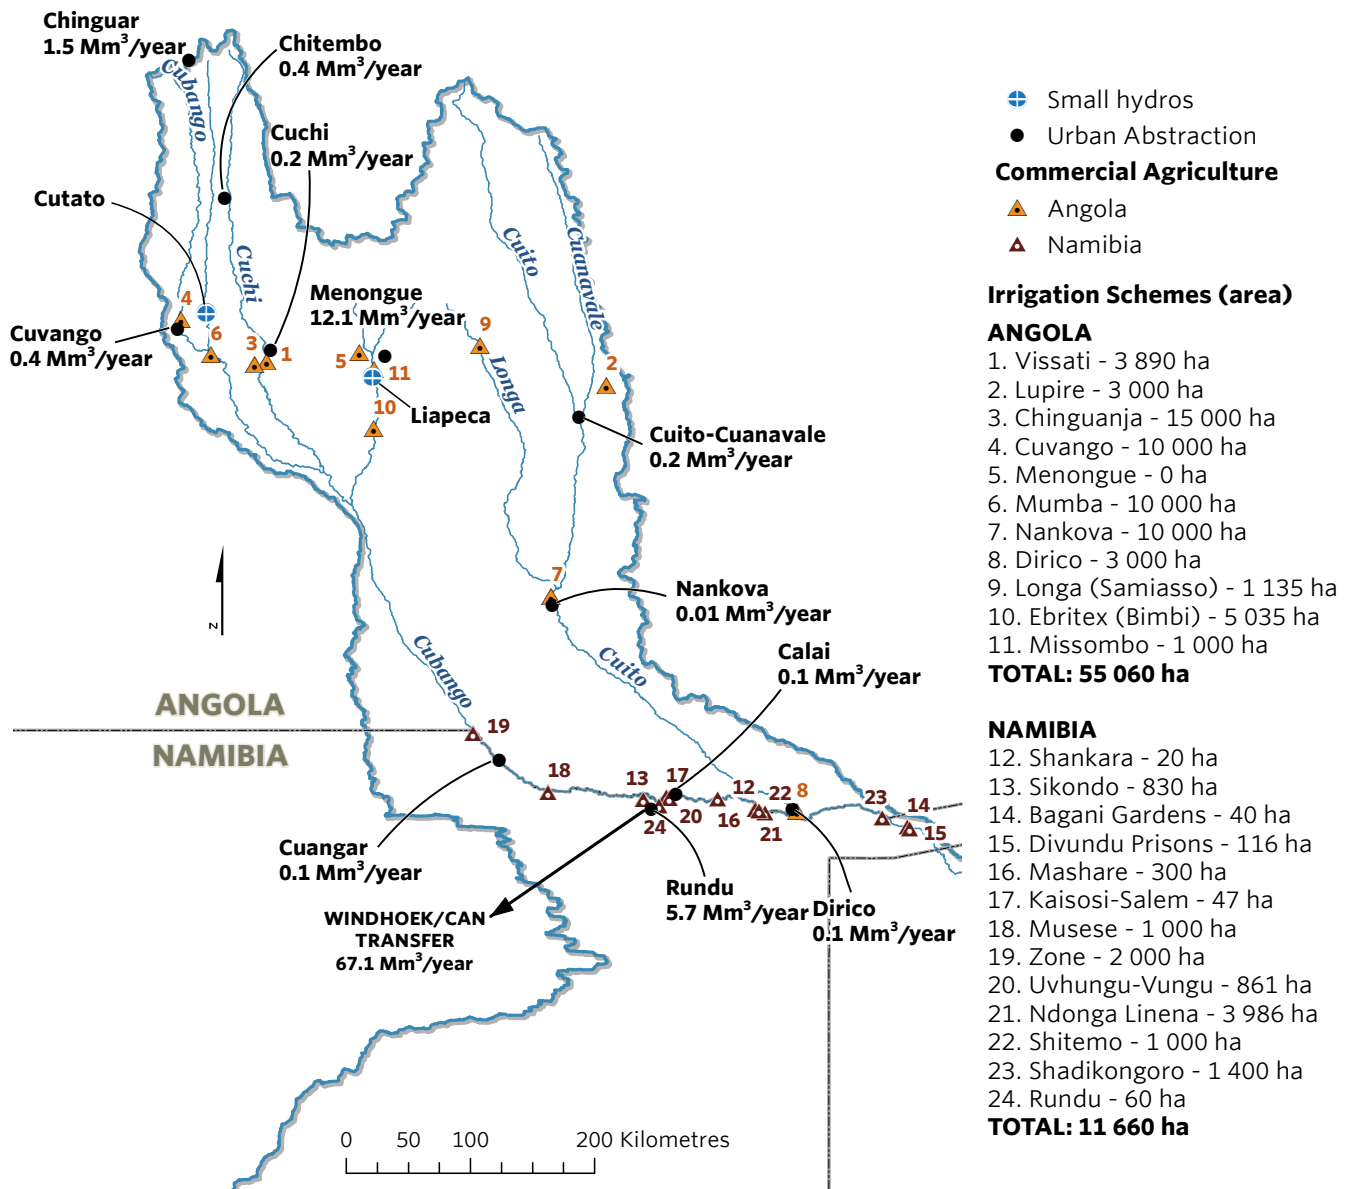 Chinguar
1.5 Mm³/year
Chitembo
0.4 Mm³/year
Cubango
Cuchi
0.2 Mm³/year
Cutato
Cuchi
Cuito
Cuanavale
Menongue
12.1 Mm³/year
4
Cuvango
0.4 Mm³/year
6
3
1
5
11
9
Longa
2
10
Liapeca
Cuito-Cuanavale
0.2 Mm³/year
7
Nankova
0.01 Mm³/year
z
Cubango
Cuito
Calai
0.1 Mm³/year
ANGOLA
NAMIBIA
19
18
13
17
12
22
8
23
14
24
20
16
21
15
Cuangar
0.1 Mm³/year
Rundu
5.7 Mm³/year
Dirico
0.1 Mm³/year
WINDHOEK/CAN
TRANSFER
67.1 Mm³/year
0 50 100 200 Kilometres
Small hydros
Urban Abstraction
Commercial Agriculture
Angola
Namibia
Irrigation Schemes (area)
ANGOLA
1. Vissati - 3 890 ha
2. Lupire - 3 000 ha
3. Chinguanja - 15 000 ha
4. Cuvango - 10 000 ha
5. Menongue - 0 ha
6. Mumba - 10 000 ha
7. Nankova - 10 000 ha
8. Dirico - 3 000 ha
9. Longa (Samiasso) - 1 135 ha
10. Ebritex (Bimbi) - 5 035 ha
11. Missombo - 1 000 ha
TOTAL: 55 060 ha
NAMIBIA
12. Shankara - 20 ha
13. Sikondo - 830 ha
14. Bagani Gardens - 40 ha
15. Divundu Prisons - 116 ha
16. Mashare - 300 ha
17. Kaisosi-Salem - 47 ha
18. Musese - 1 000 ha
19. Zone - 2 000 ha
20. Uvhungu-Vungu - 861 ha
21. Ndonga Linena - 3 986 ha
22. Shitemo - 1 000 ha
23. Shadikongoro - 1 400 ha
24. Rundu - 60 ha
TOTAL: 11 660 ha